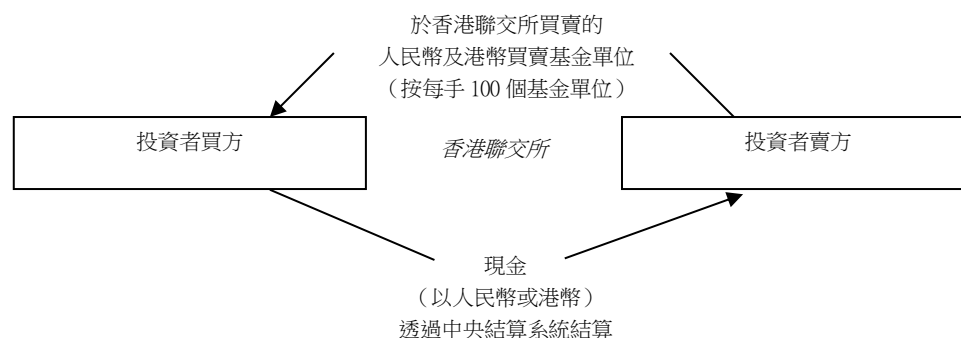 於香港聯交所買賣的
人民幣及港幣買賣基金單位
（按每手 100 個基金單位）
投資者買方
香港聯交所
投資者賣方
現金
（以人民幣或港幣）
透過中央結算系統結算